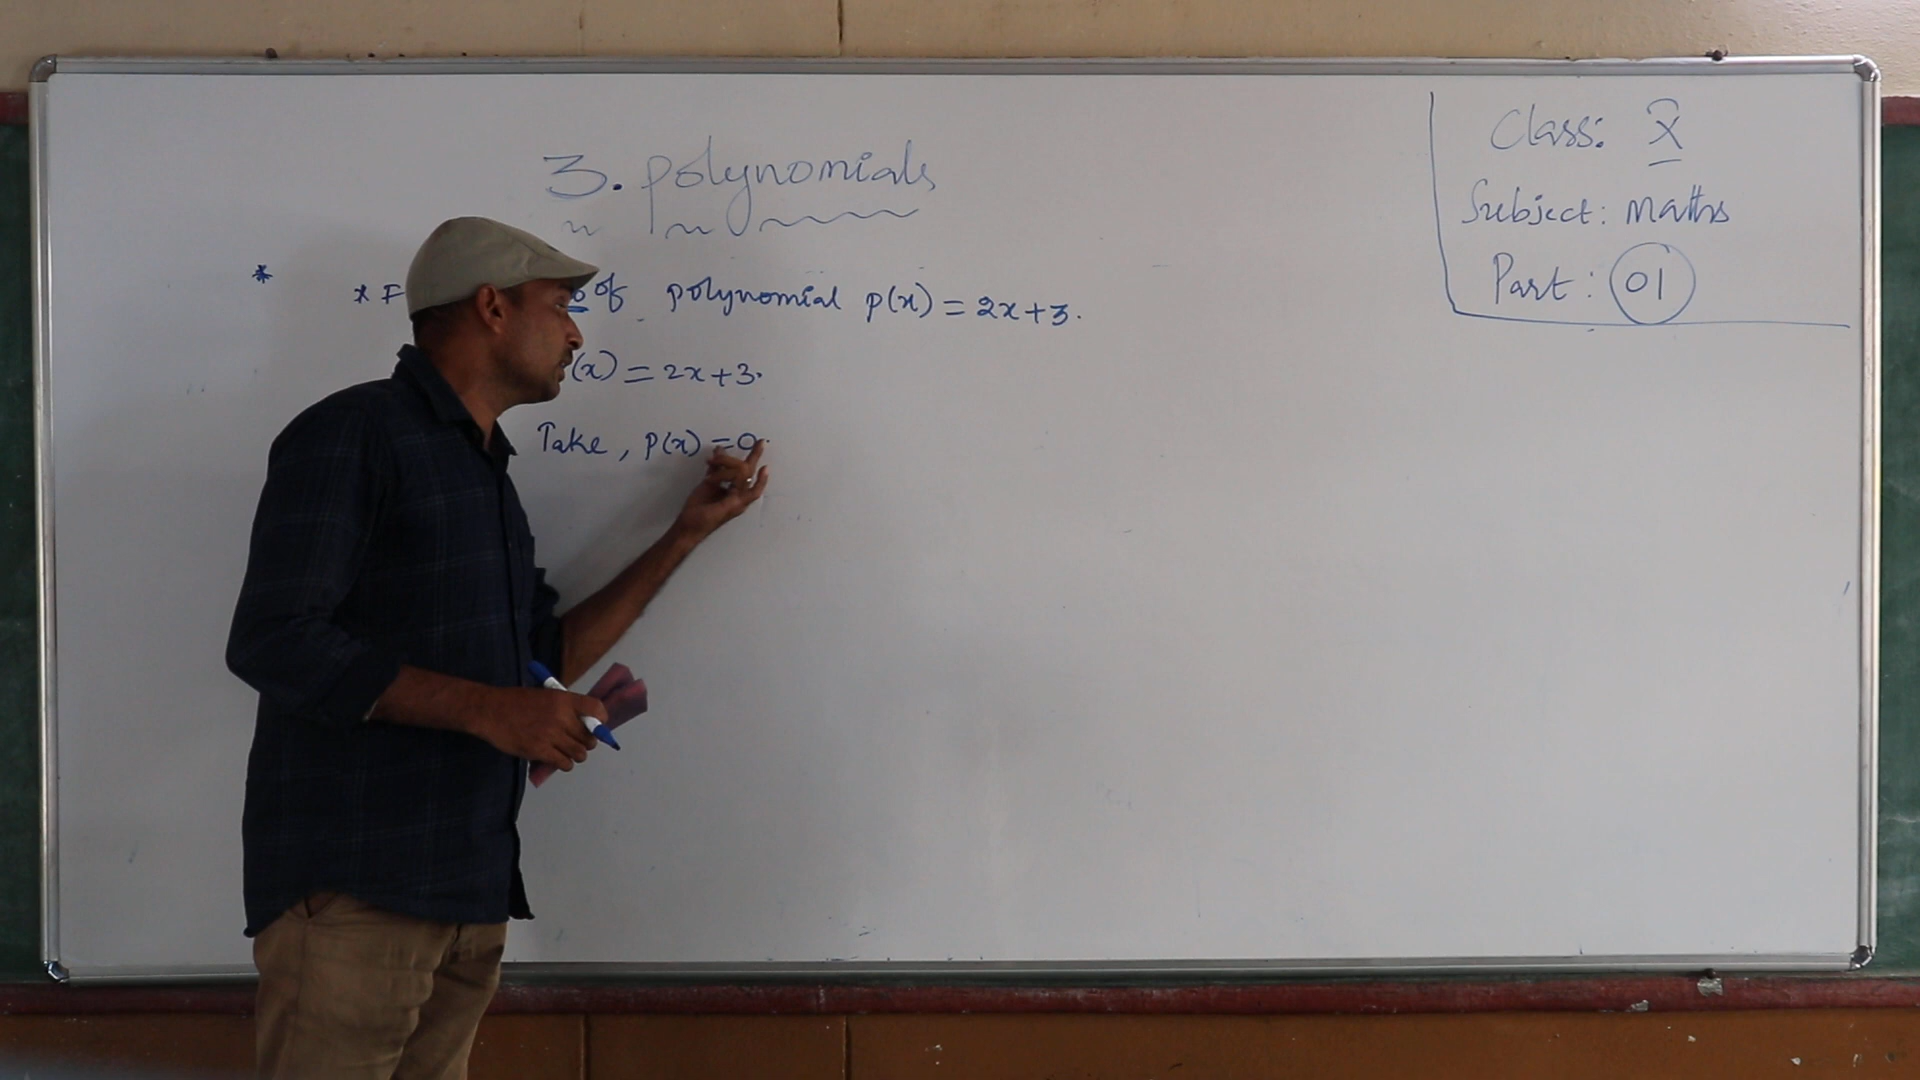 3. polynomials
Class: X
Subject: Maths
Part: 01
* * F of polynomial p(x) = 2x+3.
(x) = 2x+3.
Take, p(x) = 0.